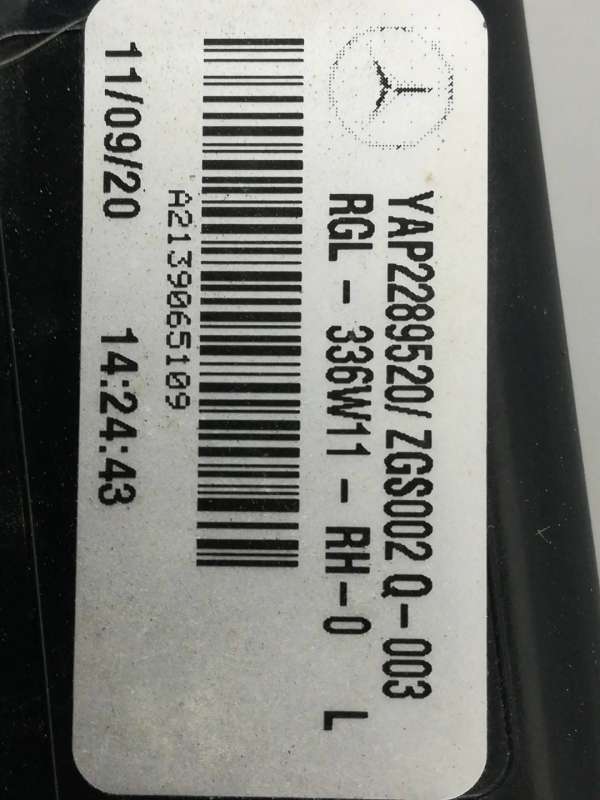 YAP2289520/ZGS002 Q-003
RGL - 336W11 - RH-0 L
A2139065109
11/09/20 14:24:43